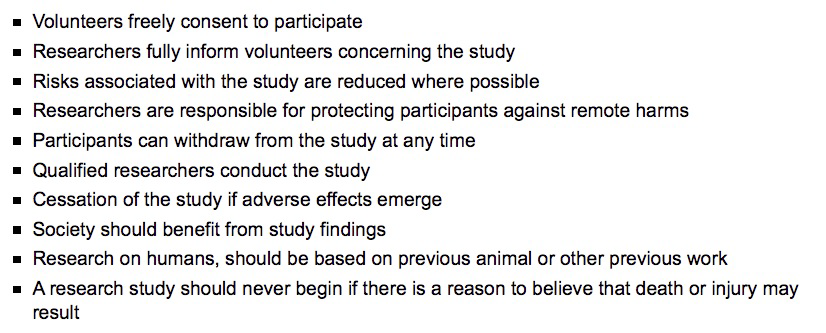 ▪ Volunteers freely consent to participate
▪ Researchers fully inform volunteers concerning the study
▪ Risks associated with the study are reduced where possible
▪ Researchers are responsible for protecting participants against remote harms
▪ Participants can withdraw from the study at any time
▪ Qualified researchers conduct the study
▪ Cessation of the study if adverse effects emerge
▪ Society should benefit from study findings
▪ Research on humans, should be based on previous animal or other previous work
▪ A research study should never begin if there is a reason to believe that death or injury may
result